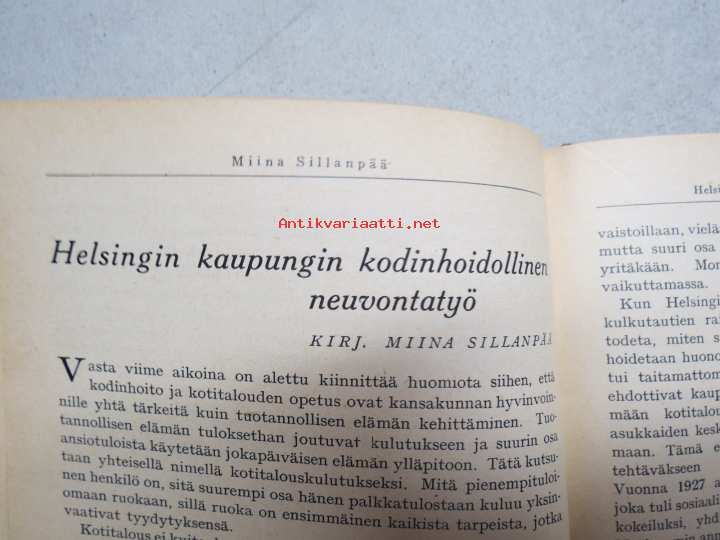 Miina Sillanpää
Antikvariaatti.net
Helsingin kaupungin kodinhoidollinen
neuvontatyö
KIRJ. MIINA SILLANPÄÄ
Vasta viime aikoina on alettu kiinnittää huomiota siihen, että
kodinhoito ja kotitalouden opetus ovat kansakunnan hyvinvoin-
nille yhtä tärkeitä kuin tuotannollisen elämän kehittäminen. Tuo-
tannollisen elämän tuloksethan joutuvat kulutukseen ja suurin osa
ansiotuloista käytetään jokapäiväisen elämän ylläpitoon. Tätä kutsu-
taan yhteisellä nimellä kotitalouskulutukseksi. Mitä pienempituloi-
nen henkilö on, sitä suurempi osa hänen palkkatulostaan kuluu yksin-
omaan ruokaan, sillä ruoka on ensimmäinen kaikista tarpeista, jotka
vaativat tyydytyksensä.
Kotitalous ei
Helsi
vaistoillaan, vielä
mutta suuri osa
yritäkään. Mon
vaikuttamassa.
Kun Helsingi
kulkutautien ra
todeta, miten s
hoidetaan huono
tui taitamattom
ehdottivat kaup
mään kotitalou
asukkaiden kesk
maan. Tämä e
tehtäväkseen
Vuonna 1927 a
joka tuli sosiaali
kokeiluksi, yhd